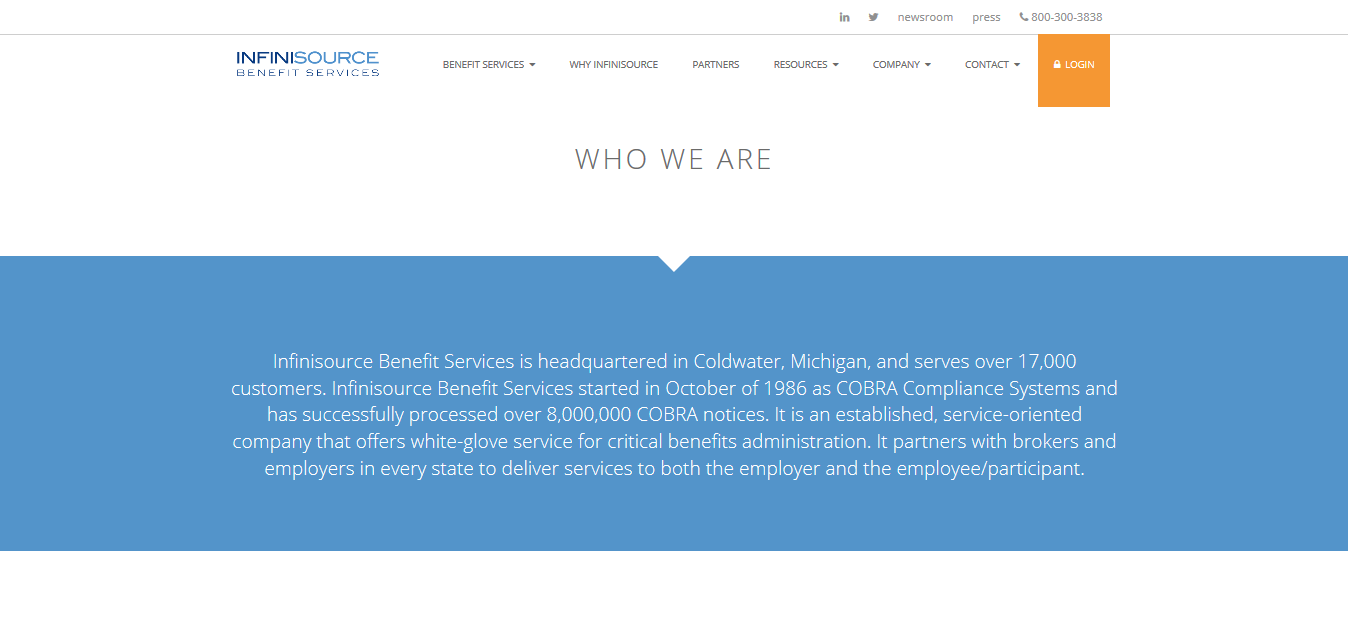 newsroom press 800-300-3838
INFINISOURCE
BENEFIT SERVICES
BENEFIT SERVICES WHY INFINISOURCE PARTNERS RESOURCES COMPANY CONTACT LOGIN
WHO WE ARE
Infinisource Benefit Services is headquartered in Coldwater, Michigan, and serves over 17,000
customers. Infinisource Benefit Services started in October of 1986 as COBRA Compliance Systems and
has successfully processed over 8,000,000 COBRA notices. It is an established, service-oriented
company that offers white-glove service for critical benefits administration. It partners with brokers and
employers in every state to deliver services to both the employer and the employee/participant.